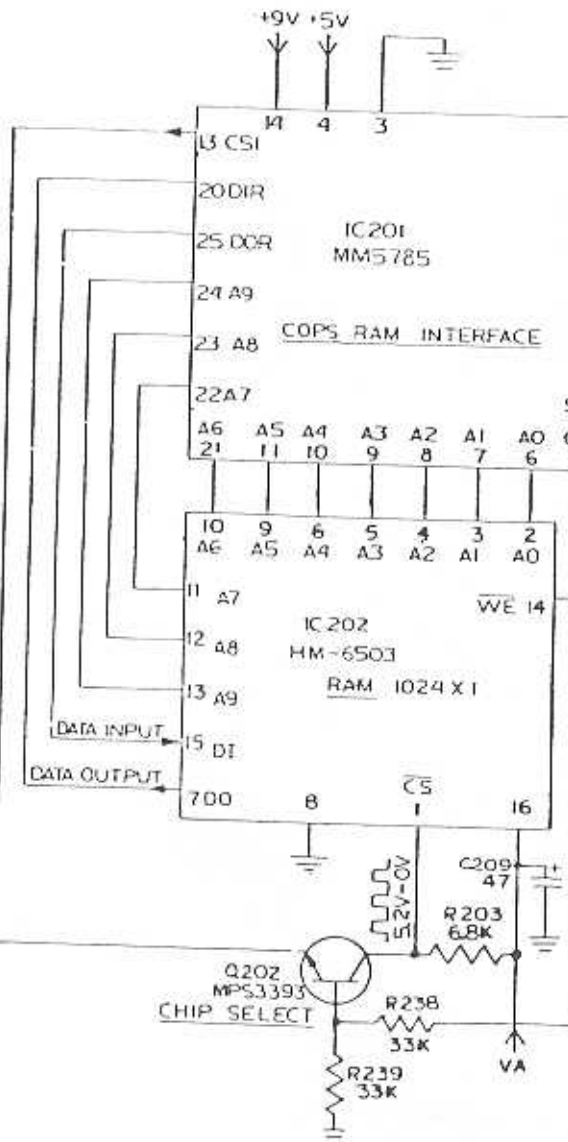 +9V +5V
14 4 3
13 CS1
20 DIR
25 DOR
24 A9
23 A8
22 A7
IC201
MM5785
COPS RAM INTERFACE
A6 A5 A4 A3 A2 A1 A0
21 11 10 9 8 7 6
10 9 6 5 4 3 2
A6 A5 A4 A3 A2 A1 A0
11 A7
12 A8
13 A9
15 DI
7 DO
IC202
HM-6503
RAM 1024 X 1
WE 14
DATA INPUT
DATA OUTPUT
8
CS
1
16
5.2V-0V
C209
47
+
R203
6.8K
Q202
MPS3393
CHIP SELECT
R238
33K
R239
33K
VA